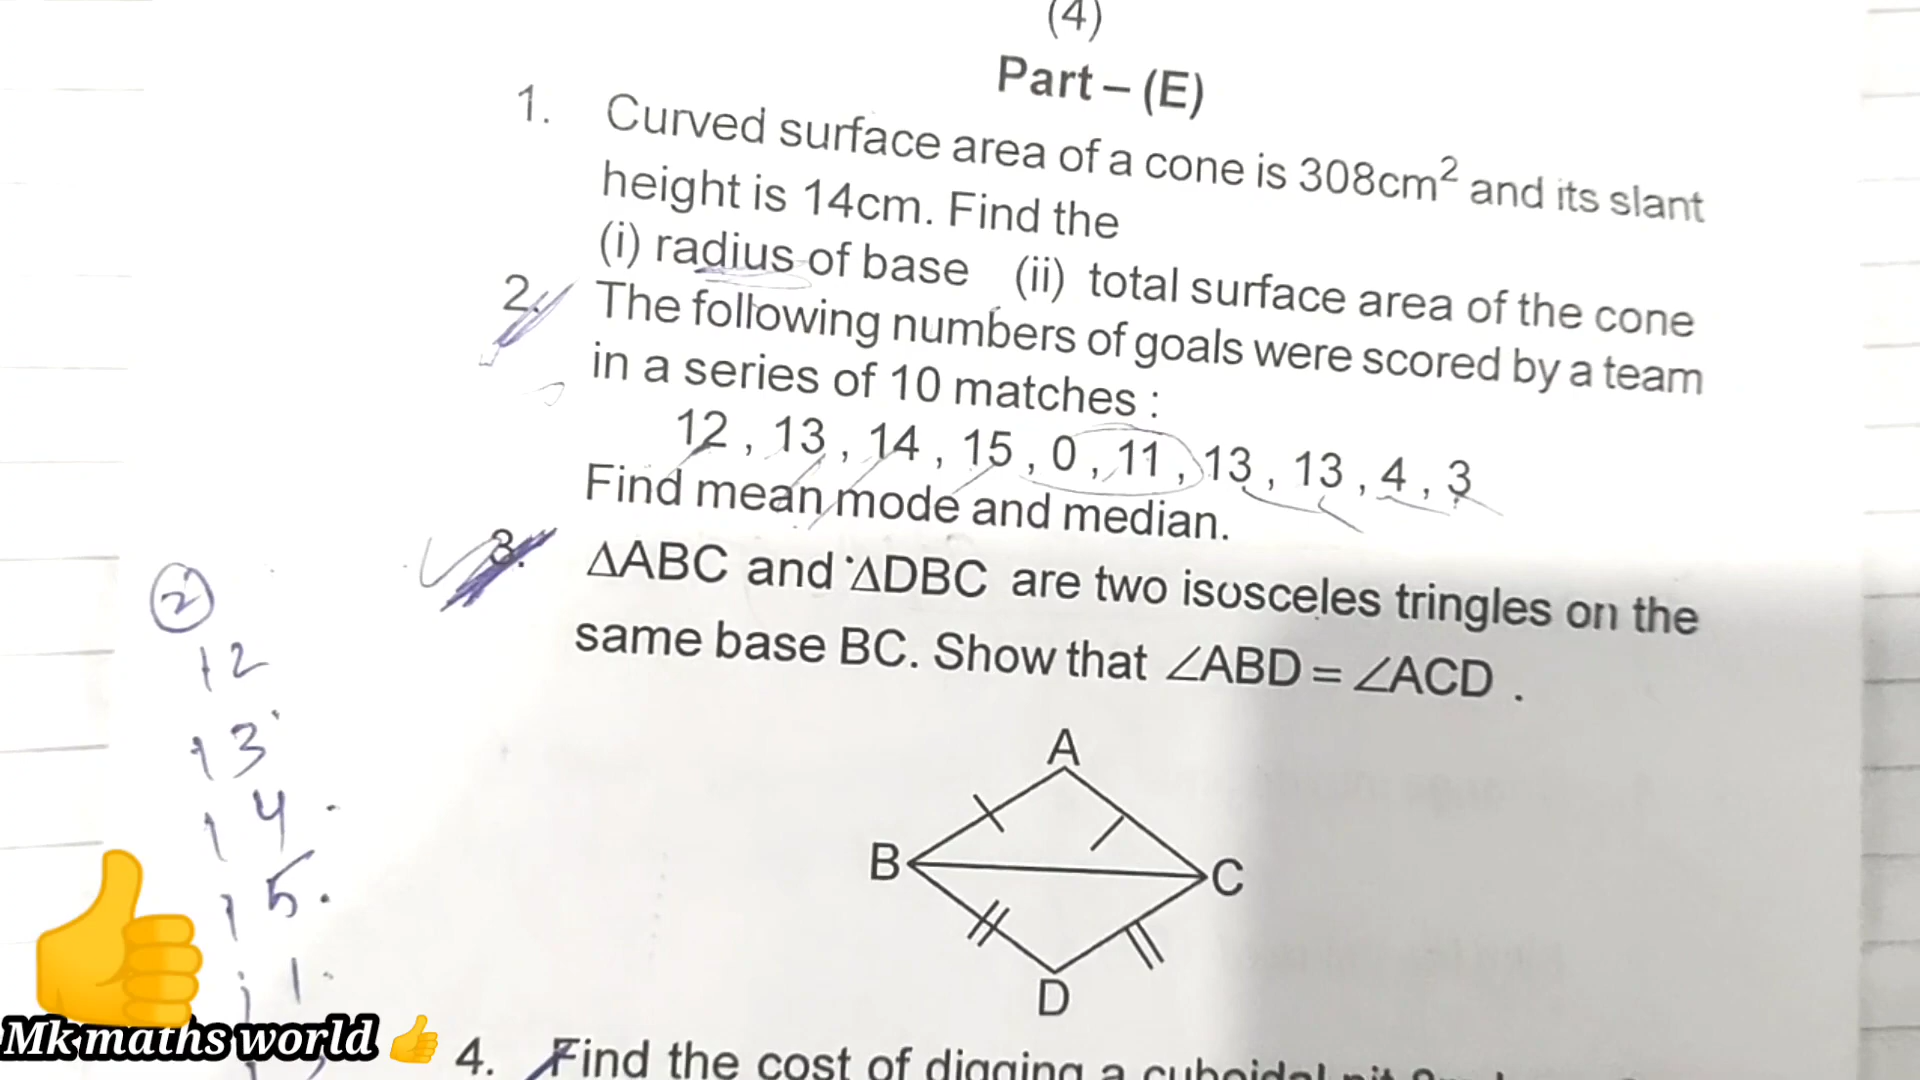 (4)
Part – (E)
1. Curved surface area of a cone is 308cm² and its slant
height is 14cm. Find the
(i) radius of base (ii) total surface area of the cone
2. The following numbers of goals were scored by a team
in a series of 10 matches :
12 , 13 , 14 , 15 , 0 , 11 , 13 , 13 , 4 , 3
Find mean mode and median.
3. ΔABC and ΔDBC are two isosceles tringles on the
same base BC. Show that ∠ABD = ∠ACD .
A
B
C
D
4. Find the cost of digging a cuboidal pit
2
12
13
14
15
11
Mk maths world 👍